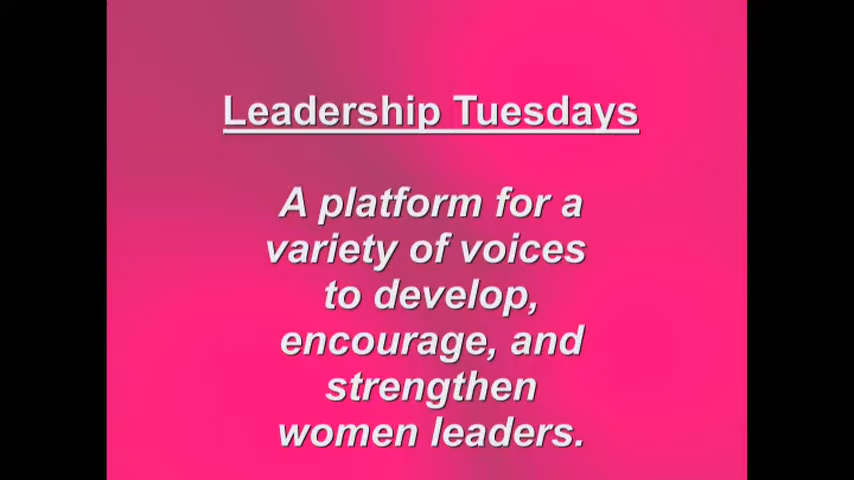 Leadership Tuesdays
A platform for a
variety of voices
to develop,
encourage, and
strengthen
women leaders.